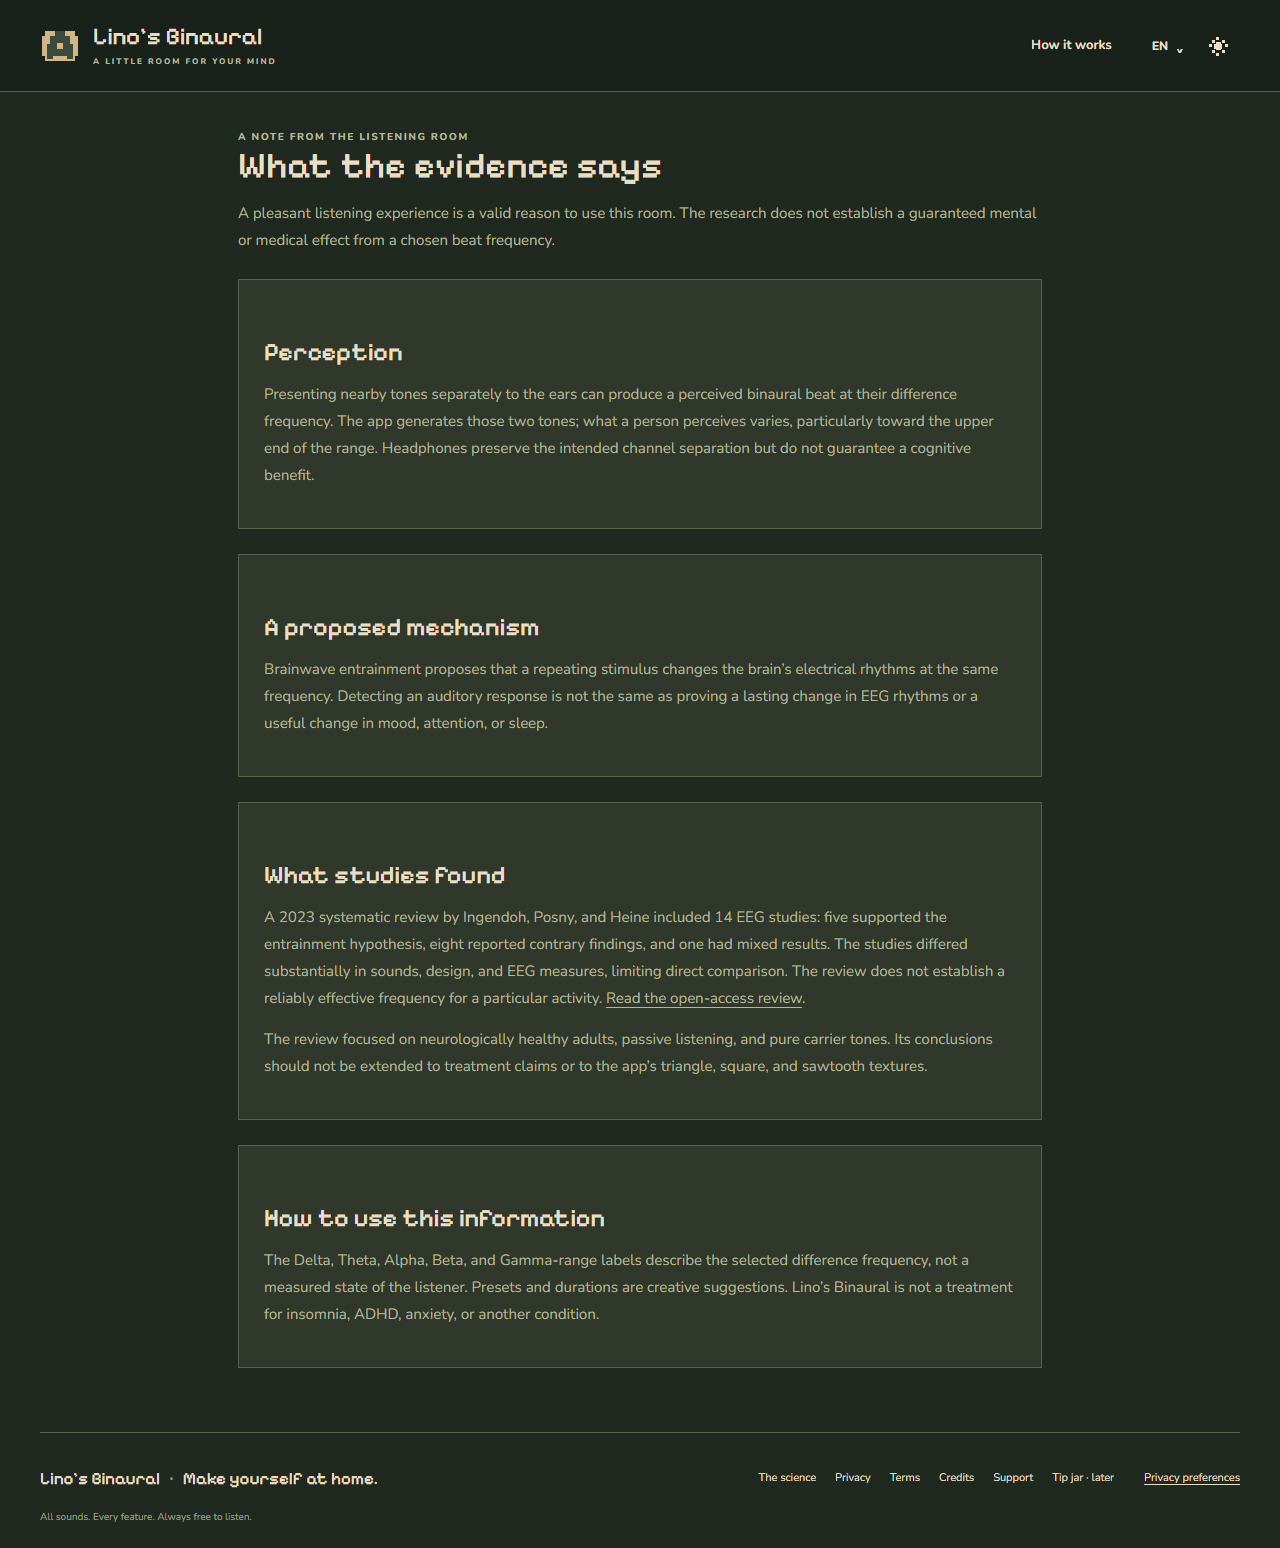 Lino's Binaural
A LITTLE ROOM FOR YOUR MIND
How it works
EN
A NOTE FROM THE LISTENING ROOM
What the evidence says
A pleasant listening experience is a valid reason to use this room. The research does not establish a guaranteed mental
or medical effect from a chosen beat frequency.
Perception
Presenting nearby tones separately to the ears can produce a perceived binaural beat at their difference
frequency. The app generates those two tones; what a person perceives varies, particularly toward the upper
end of the range. Headphones preserve the intended channel separation but do not guarantee a cognitive
benefit.
A proposed mechanism
Brainwave entrainment proposes that a repeating stimulus changes the brain's electrical rhythms at the same
frequency. Detecting an auditory response is not the same as proving a lasting change in EEG rhythms or a
useful change in mood, attention, or sleep.
What studies found
A 2023 systematic review by Ingendoh, Posny, and Heine included 14 EEG studies: five supported the
entrainment hypothesis, eight reported contrary findings, and one had mixed results. The studies differed
substantially in sounds, design, and EEG measures, limiting direct comparison. The review does not establish a
reliably effective frequency for a particular activity. Read the open-access review.
The review focused on neurologically healthy adults, passive listening, and pure carrier tones. Its conclusions
should not be extended to treatment claims or to the app's triangle, square, and sawtooth textures.
How to use this information
The Delta, Theta, Alpha, Beta, and Gamma-range labels describe the selected difference frequency, not a
measured state of the listener. Presets and durations are creative suggestions. Lino's Binaural is not a treatment
for insomnia, ADHD, anxiety, or another condition.
Lino's Binaural · Make yourself at home.
The science Privacy Terms Credits Support Tip jar · later Privacy preferences
All sounds. Every feature. Always free to listen.